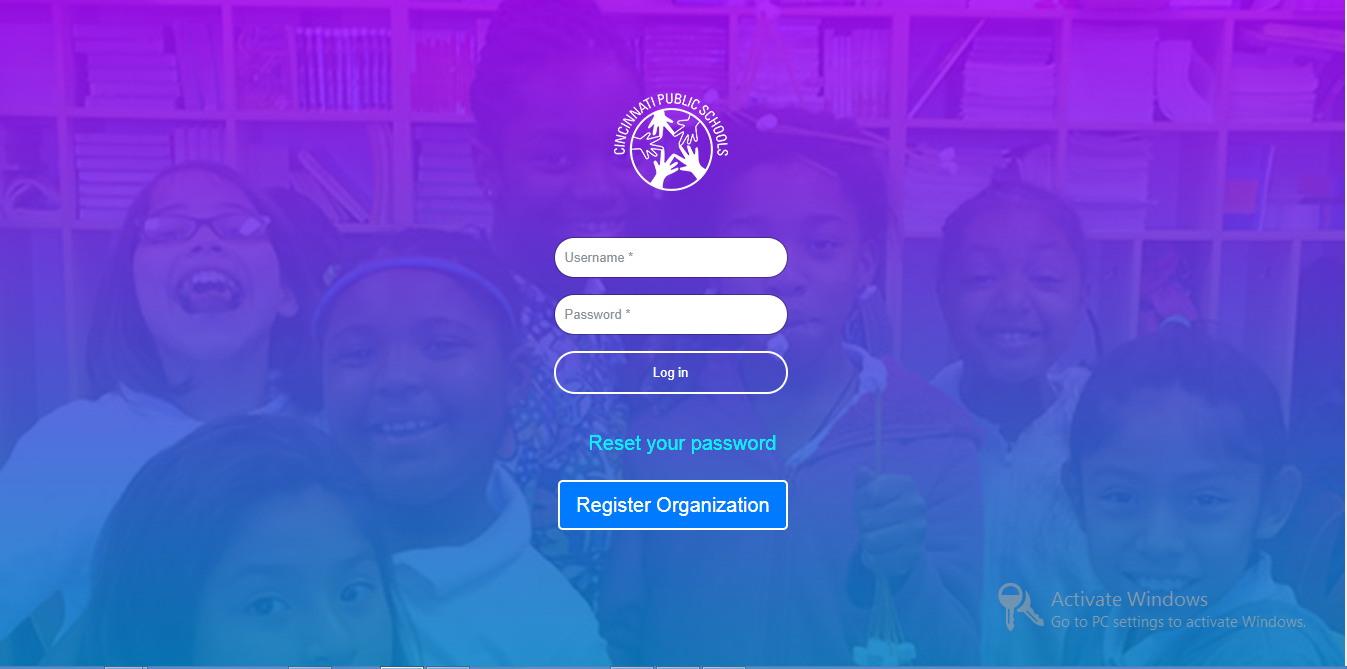 CINCINNATI PUBLIC SCHOOLS
Username *
Password *
Log in
Reset your password
Register Organization
Activate Windows
Go to PC settings to activate Windows.